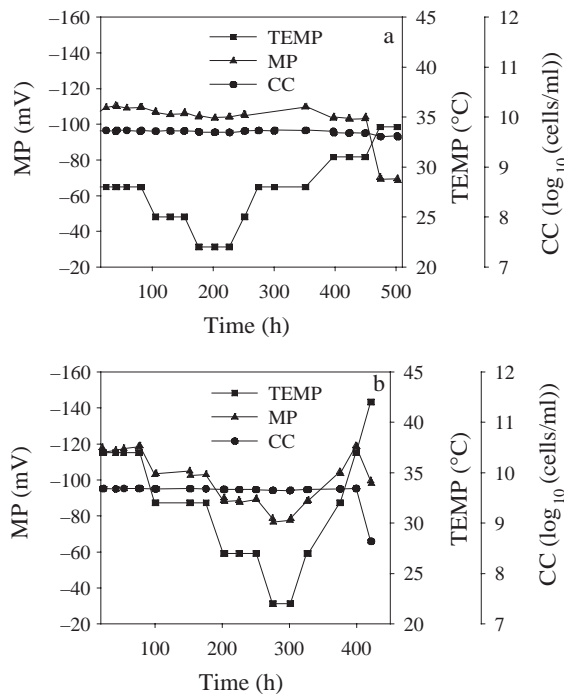 a
TEMP
MP
CC
–160
–140
–120
–100
–80
–60
–40
–20
MP (mV)
45
40
35
30
25
20
TEMP (°C)
12
11
10
9
8
7
CC (log10 (cells/ml))
100 200 300 400 500
Time (h)
b
TEMP
MP
CC
–160
–140
–120
–100
–80
–60
–40
–20
MP (mV)
45
40
35
30
25
20
TEMP (°C)
12
11
10
9
8
7
CC (log10 (cells/ml))
100 200 300 400
Time (h)